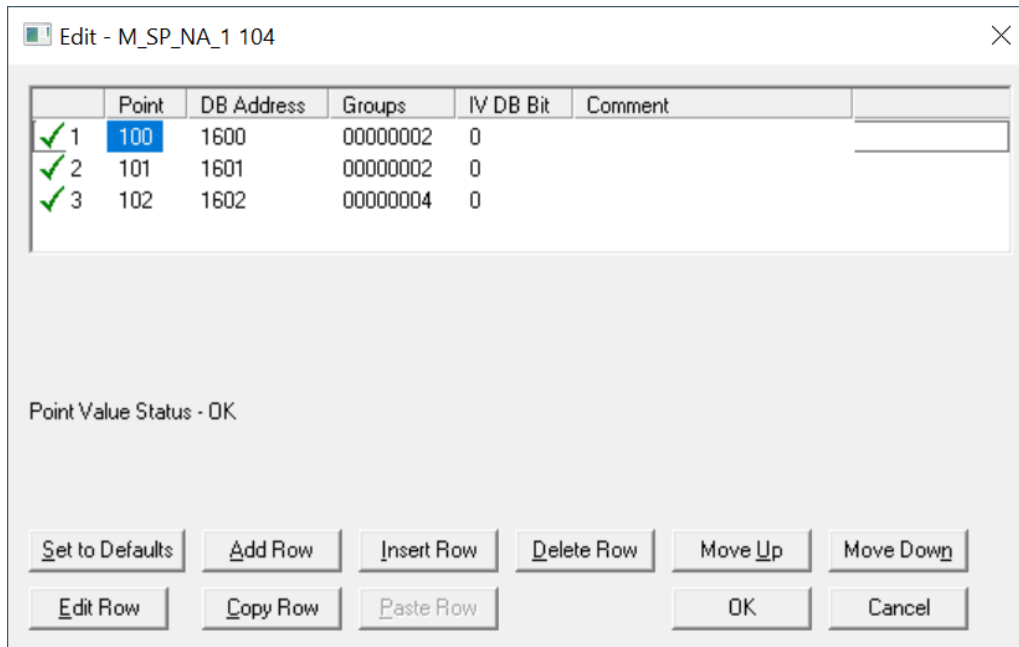 Edit - M_SP_NA_1 104
Point DB Address Groups IV DB Bit Comment
1 100 1600 00000002 0
2 101 1601 00000002 0
3 102 1602 00000004 0
Point Value Status - OK
Set to Defaults Add Row Insert Row Delete Row Move Up Move Down
Edit Row Copy Row Paste Row OK Cancel